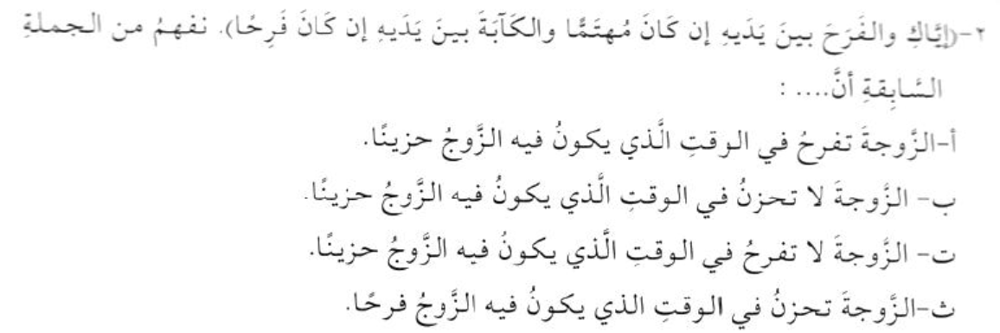 ٢-(إيَّاكِ والفَرَحَ بينَ يَدَيهِ إن كَانَ مُهتَمًّا والكَآبَةَ بينَ يَدَيهِ إن كَانَ فَرِحًا). نفهمُ من الجملةِ
السَّابِقةِ أنَّ.... :
أ-الزَّوجةَ تفرحُ في الوقتِ الَّذي يكونُ فيه الزَّوجُ حزينًا.
ب- الزَّوجةَ لا تحزنُ في الوقتِ الَّذي يكونُ فيه الزَّوجُ حزينًا.
ت- الزَّوجةَ لا تفرحُ في الوقتِ الَّذي يكونُ فيه الزَّوجُ حزينًا.
ث-الزَّوجةَ تحزنُ في الوقتِ الذي يكونُ فيه الزَّوجُ فرحًا.